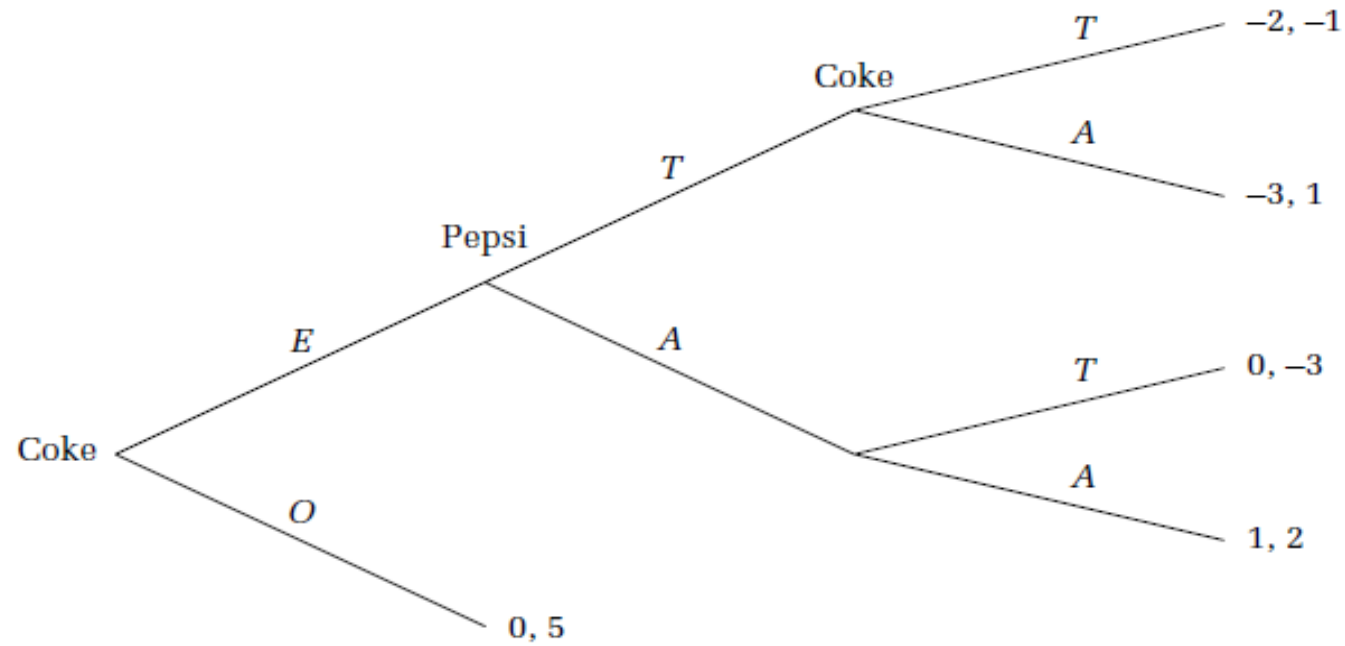 T
–2, –1
Coke
A
T
–3, 1
Pepsi
E
A
T
0, –3
Coke
A
O
1, 2
0, 5